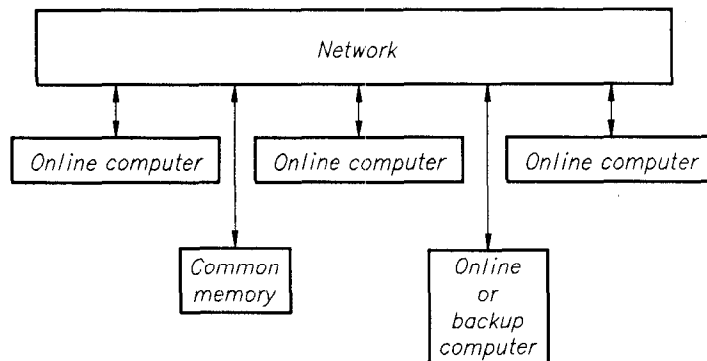 Network
Online computer
Online computer
Online computer
Common
memory
Online
or
backup
computer